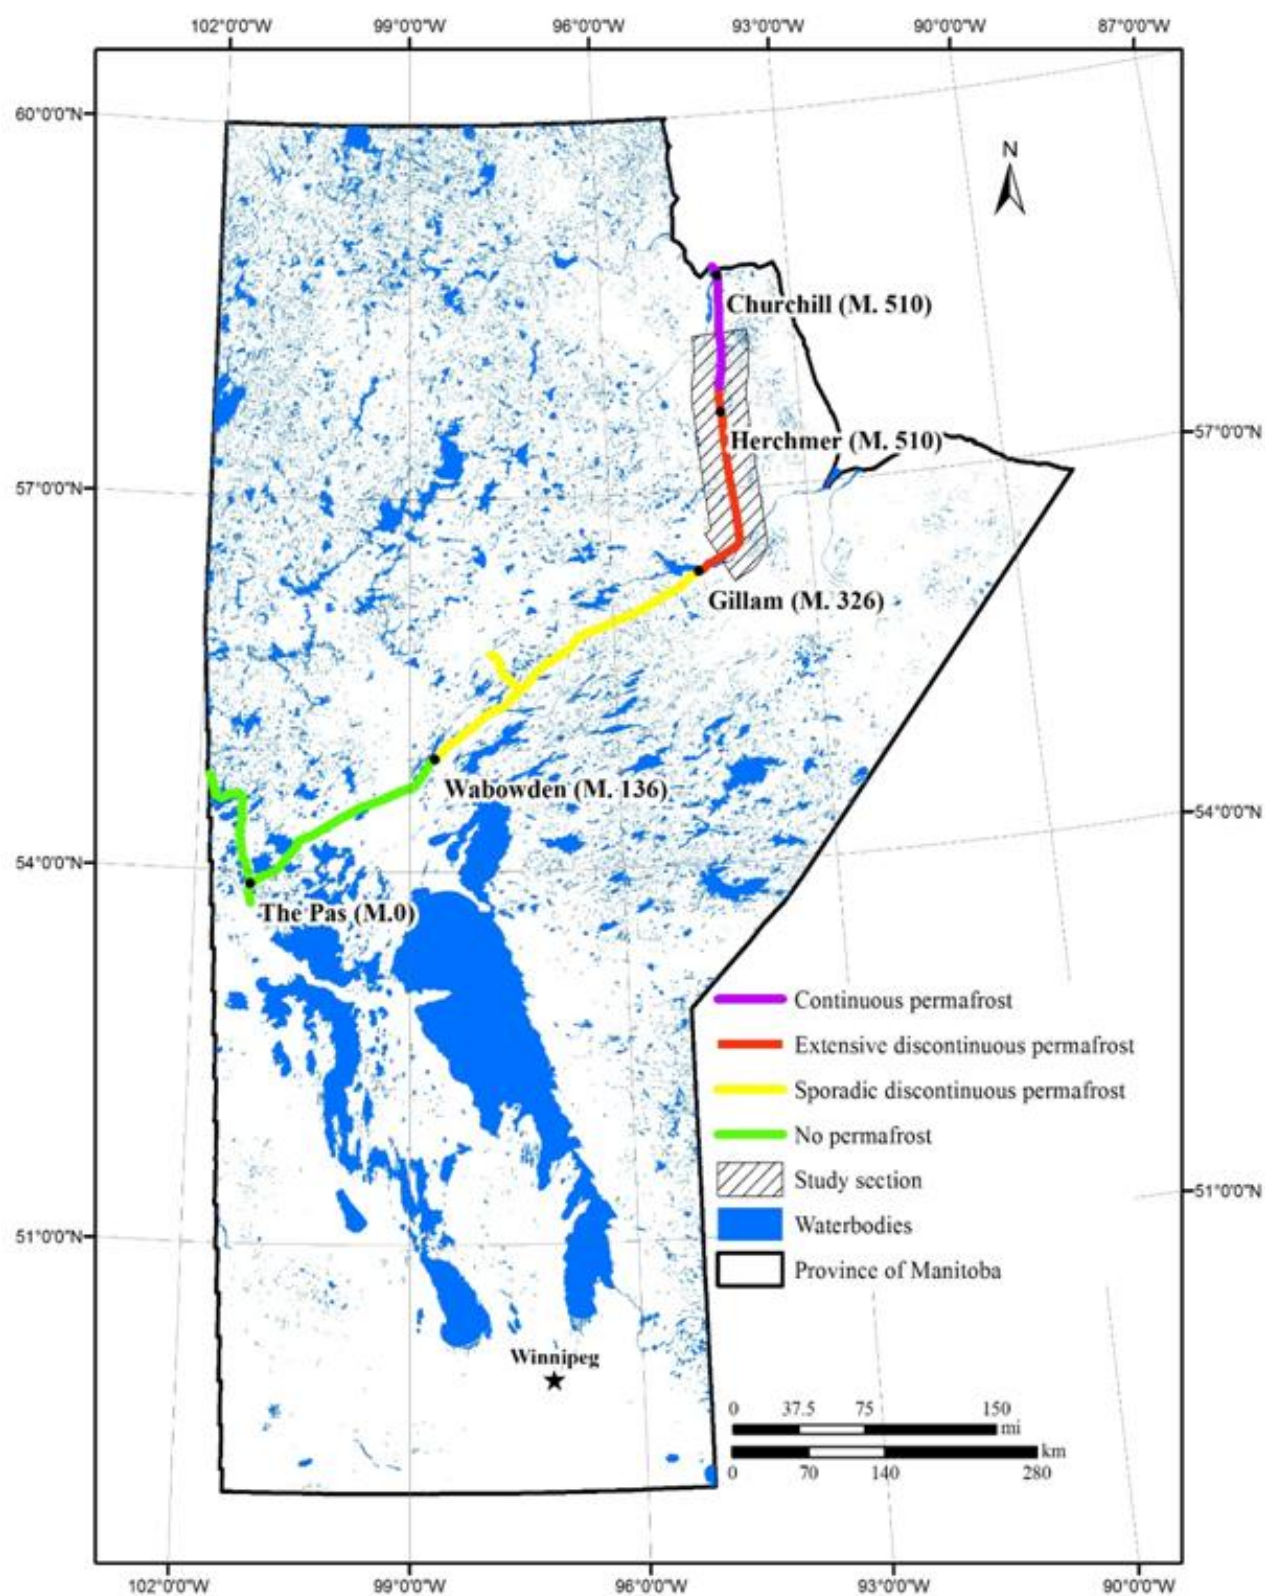 102°0'0"W 99°0'0"W 96°0'0"W 93°0'0"W 90°0'0"W 87°0'0"W
60°0'0"N
N
Churchill (M. 510)
57°0'0"N
Herchmer (M. 510)
57°0'0"N
Gillam (M. 326)
Wabowden (M. 136)
54°0'0"N
54°0'0"N
The Pas (M.0)
Continuous permafrost
Extensive discontinuous permafrost
Sporadic discontinuous permafrost
No permafrost
Study section
51°0'0"N
Waterbodies
51°0'0"N
Province of Manitoba
Winnipeg
0 37.5 75 150
mi
km
0 70 140 280
102°0'0"W 99°0'0"W 96°0'0"W 93°0'0"W 90°0'0"W